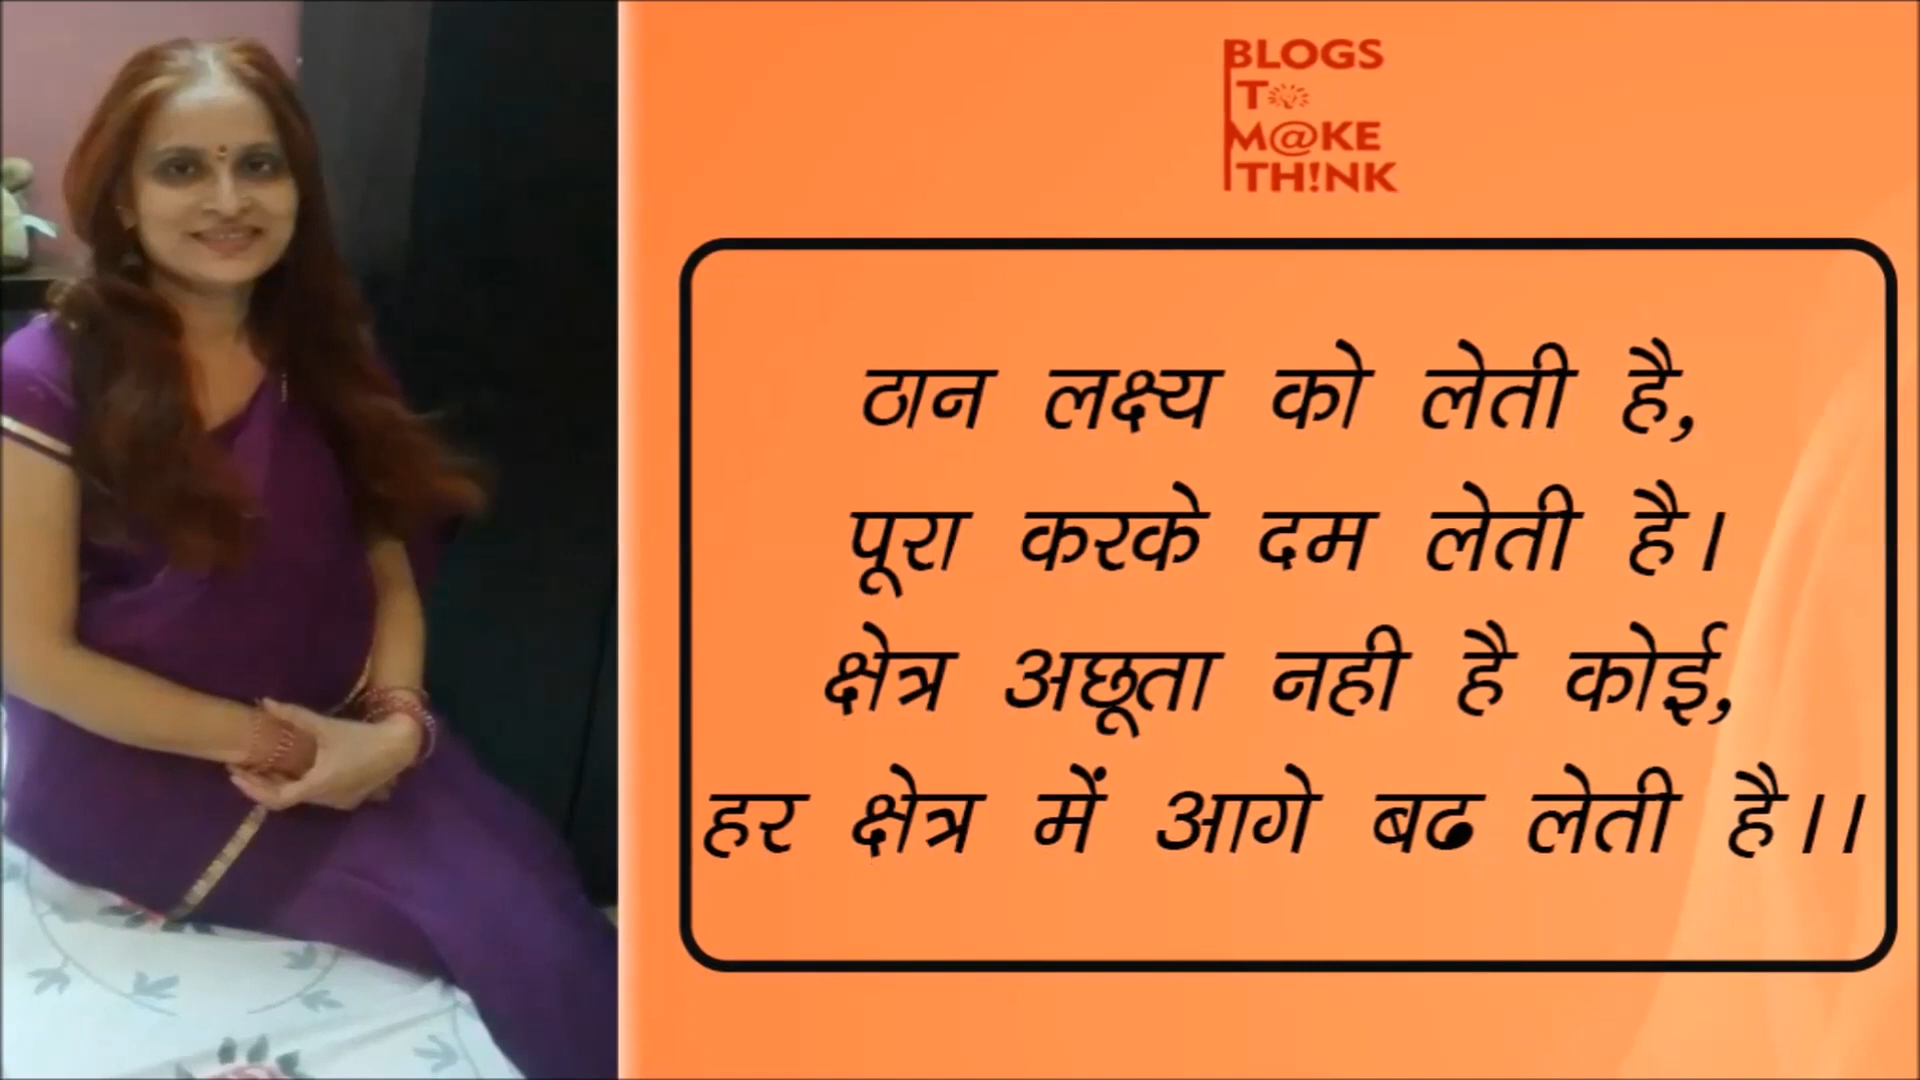 BLOGS
TO
M@KE
TH!NK
ठान लक्ष्य को लेती है,
पूरा करके दम लेती है।
क्षेत्र अछूता नही है कोई,
हर क्षेत्र में आगे बढ लेती है।।